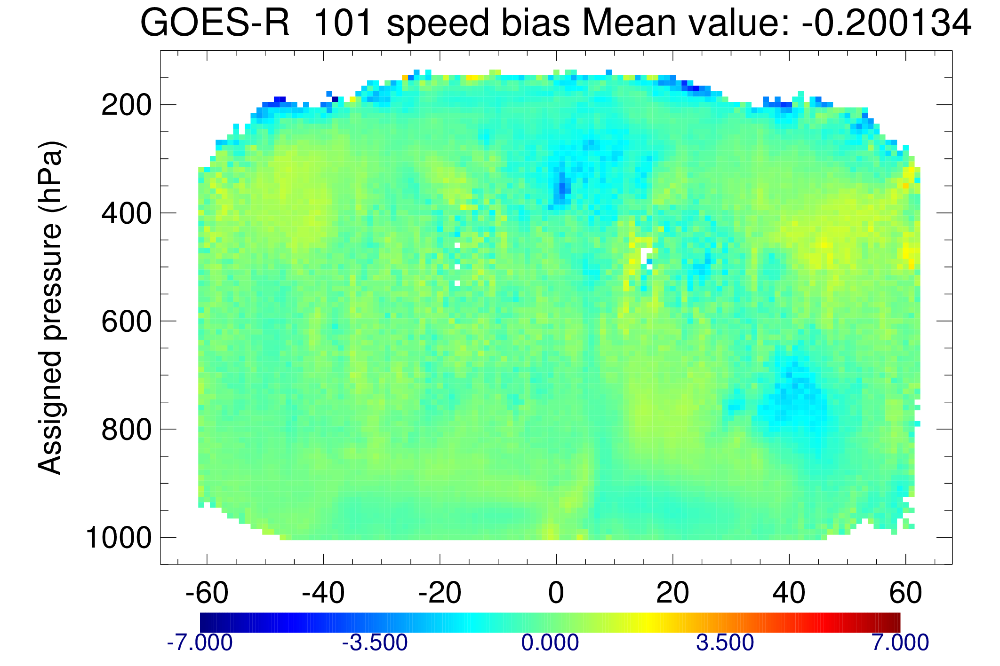 GOES-R 101 speed bias Mean value: -0.200134
Assigned pressure (hPa)
200
400
600
800
1000
-60 -40 -20 0 20 40 60
-7.000 -3.500 0.000 3.500 7.000